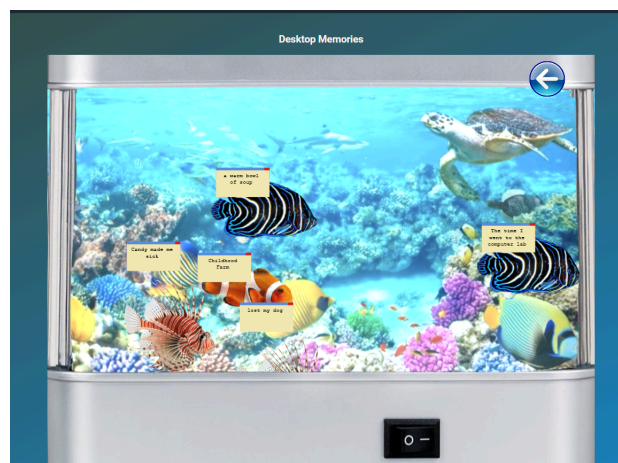 Desktop Memories
A warm bowl
of soup
The time I
went to the
computer lab
Candy made me
sick
Childhood
Farm
lost my dog